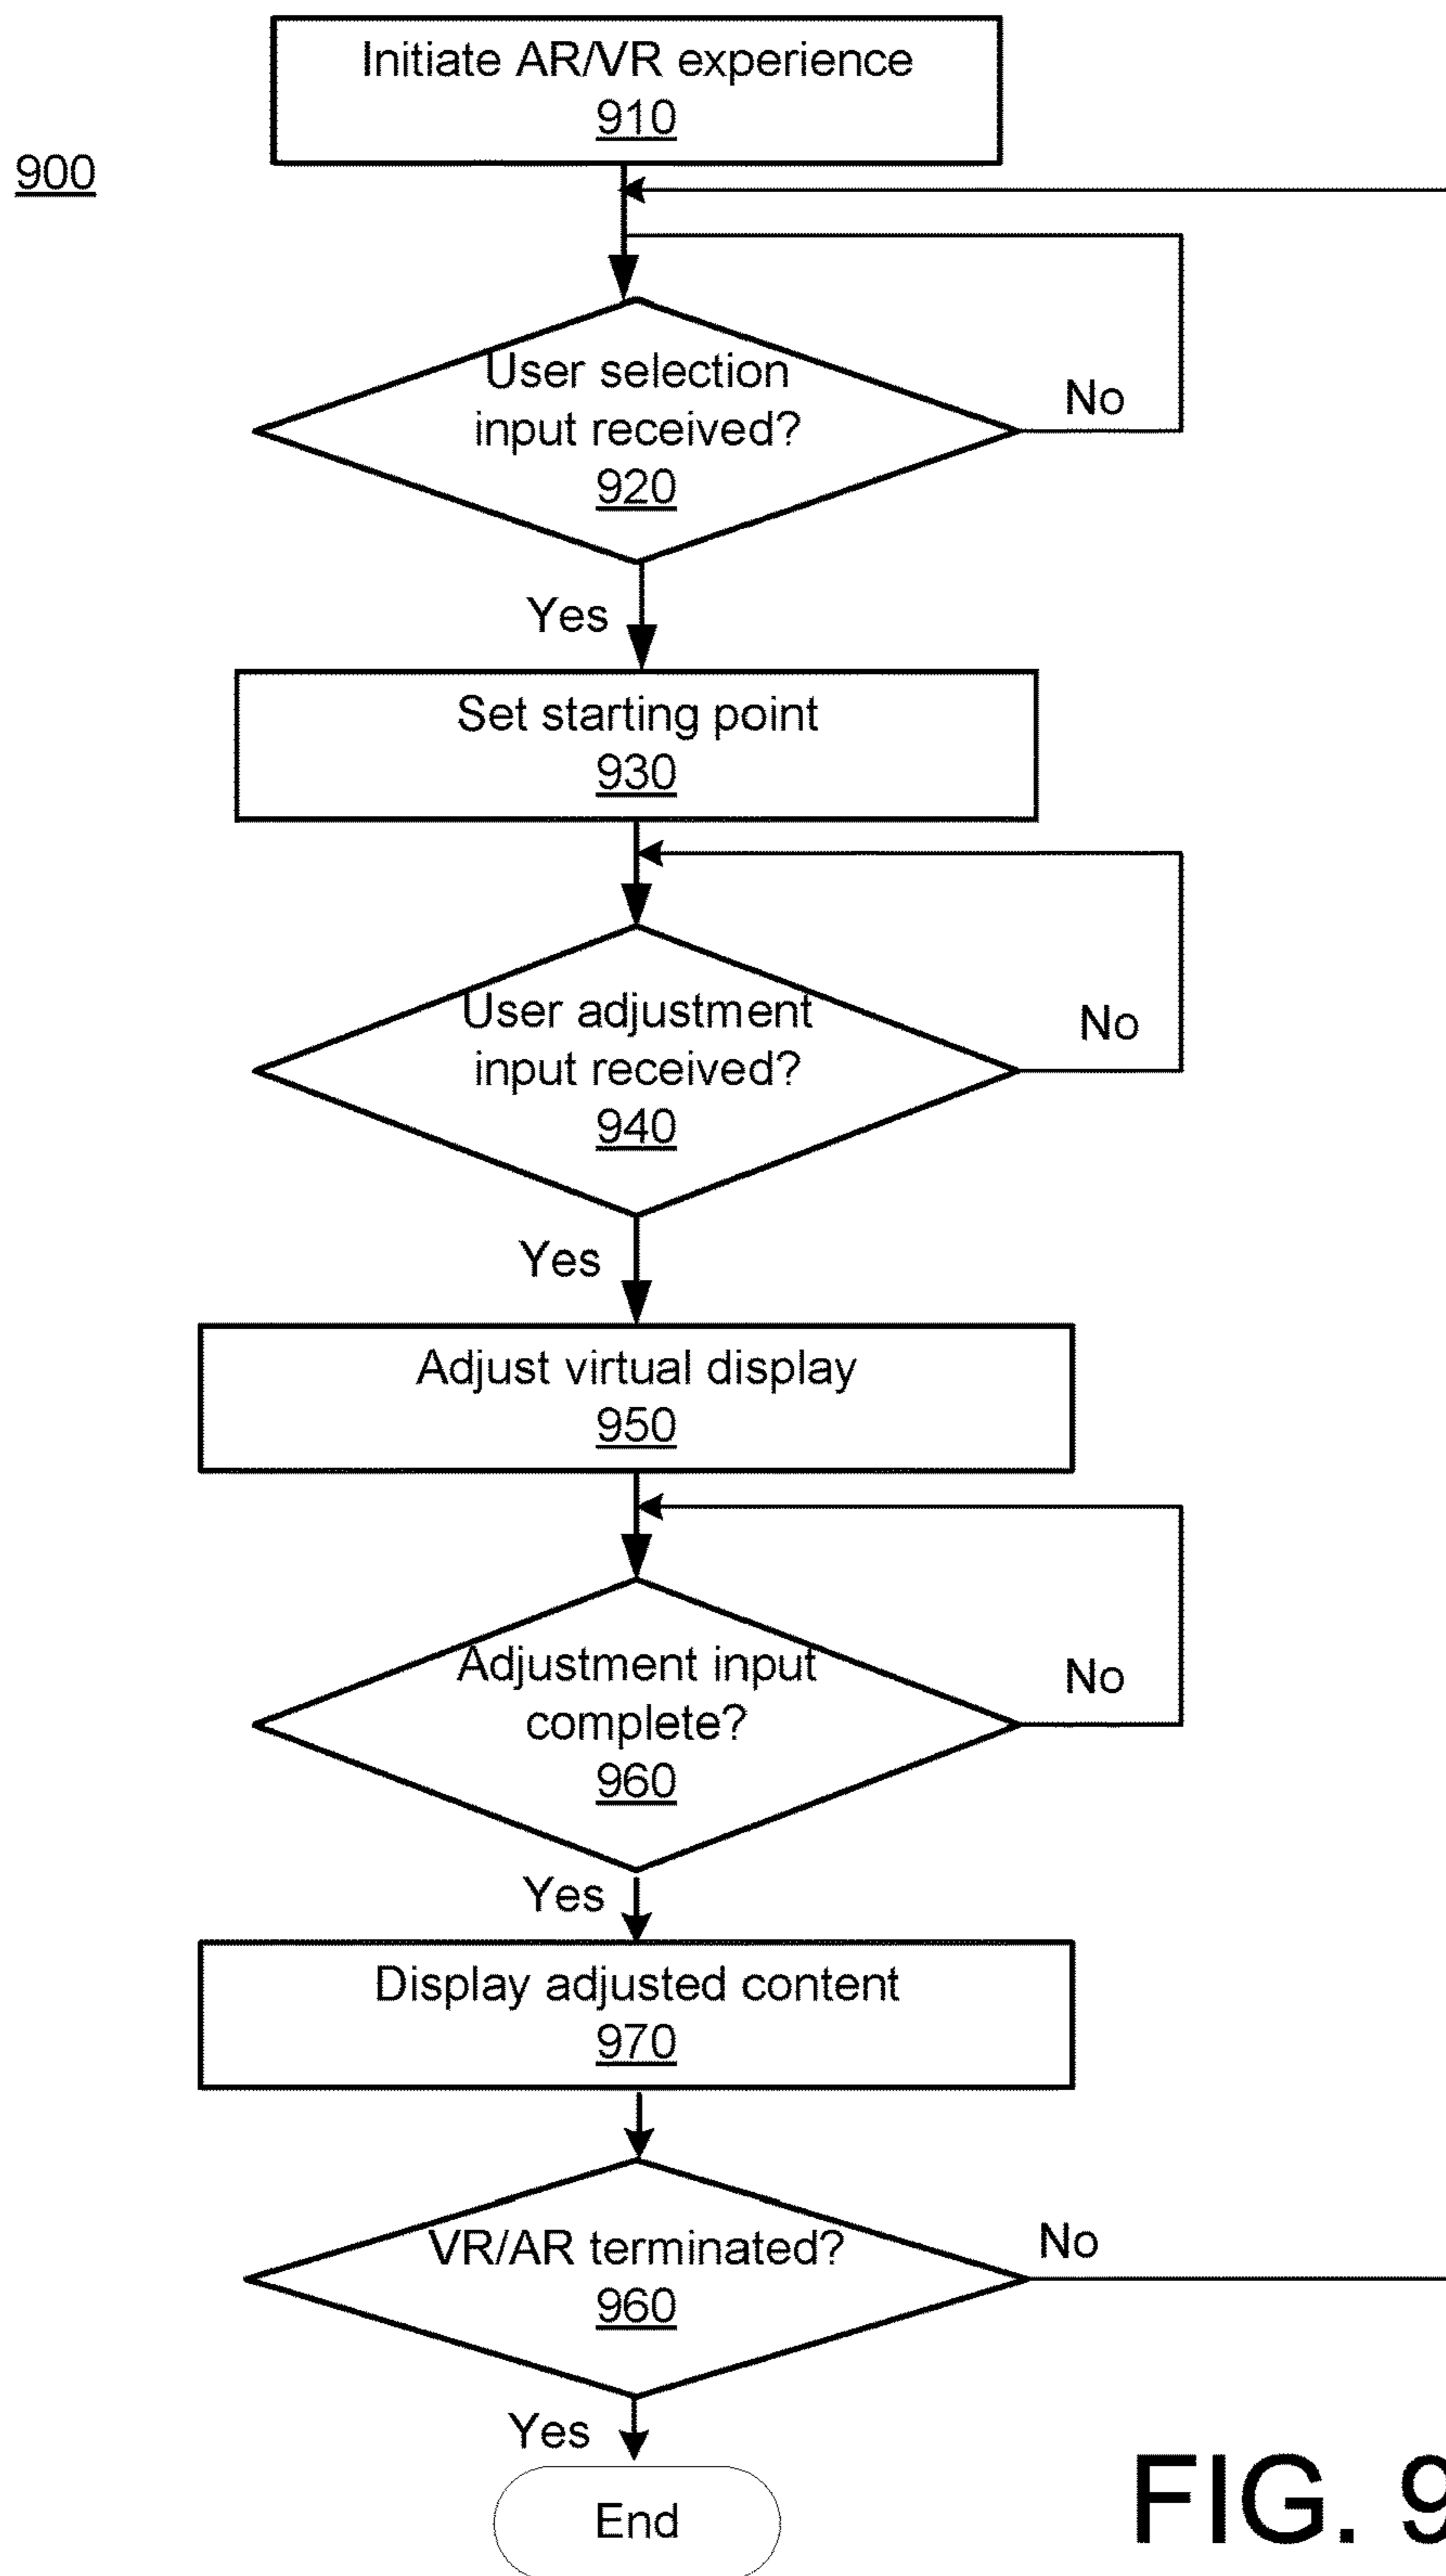 Initiate AR/VR experience
910
900
User selection
input received?
920
No
Yes
Set starting point
930
User adjustment
input received?
940
No
Yes
Adjust virtual display
950
Adjustment input
complete?
960
No
Yes
Display adjusted content
970
VR/AR terminated?
960
No
Yes
End
FIG. 9